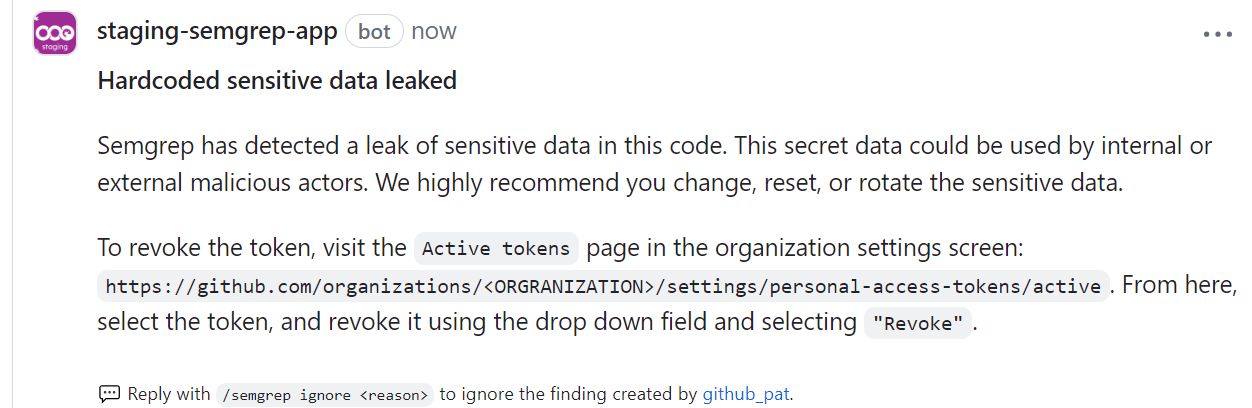 staging-semgrep-app bot now
staging
Hardcoded sensitive data leaked
Semgrep has detected a leak of sensitive data in this code. This secret data could be used by internal or
external malicious actors. We highly recommend you change, reset, or rotate the sensitive data.
To revoke the token, visit the Active tokens page in the organization settings screen:
https://github.com/organizations/<ORGRANIZATION>/settings/personal-access-tokens/active. From here,
select the token, and revoke it using the drop down field and selecting "Revoke".
Reply with /semgrep ignore <reason> to ignore the finding created by github_pat.